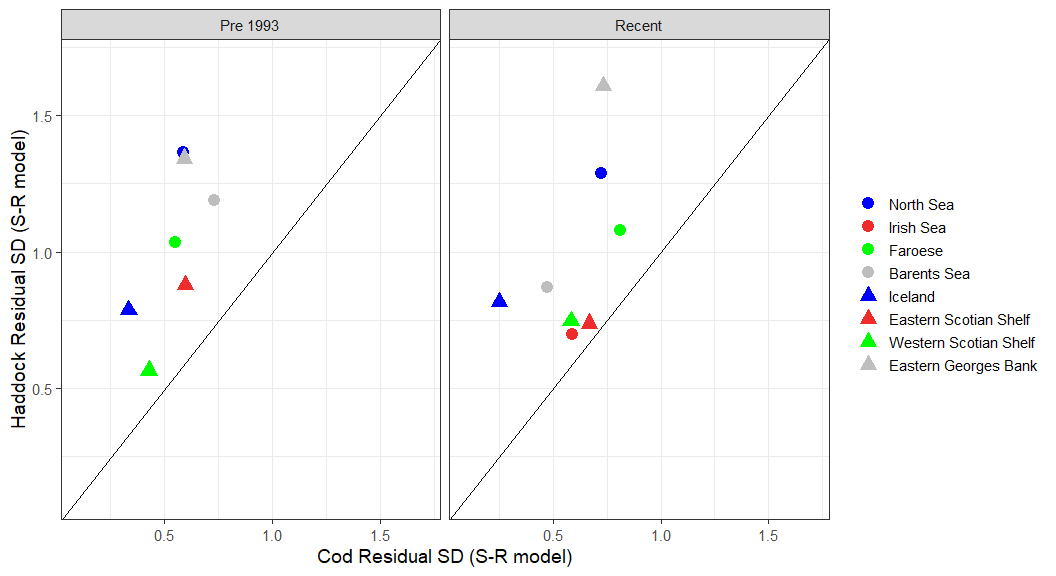 Pre 1993
Recent
Haddock Residual SD (S-R model)
1.5
1.0
0.5
0.5
1.0
1.5
0.5
1.0
1.5
Cod Residual SD (S-R model)
North Sea
Irish Sea
Faroese
Barents Sea
Iceland
Eastern Scotian Shelf
Western Scotian Shelf
Eastern Georges Bank